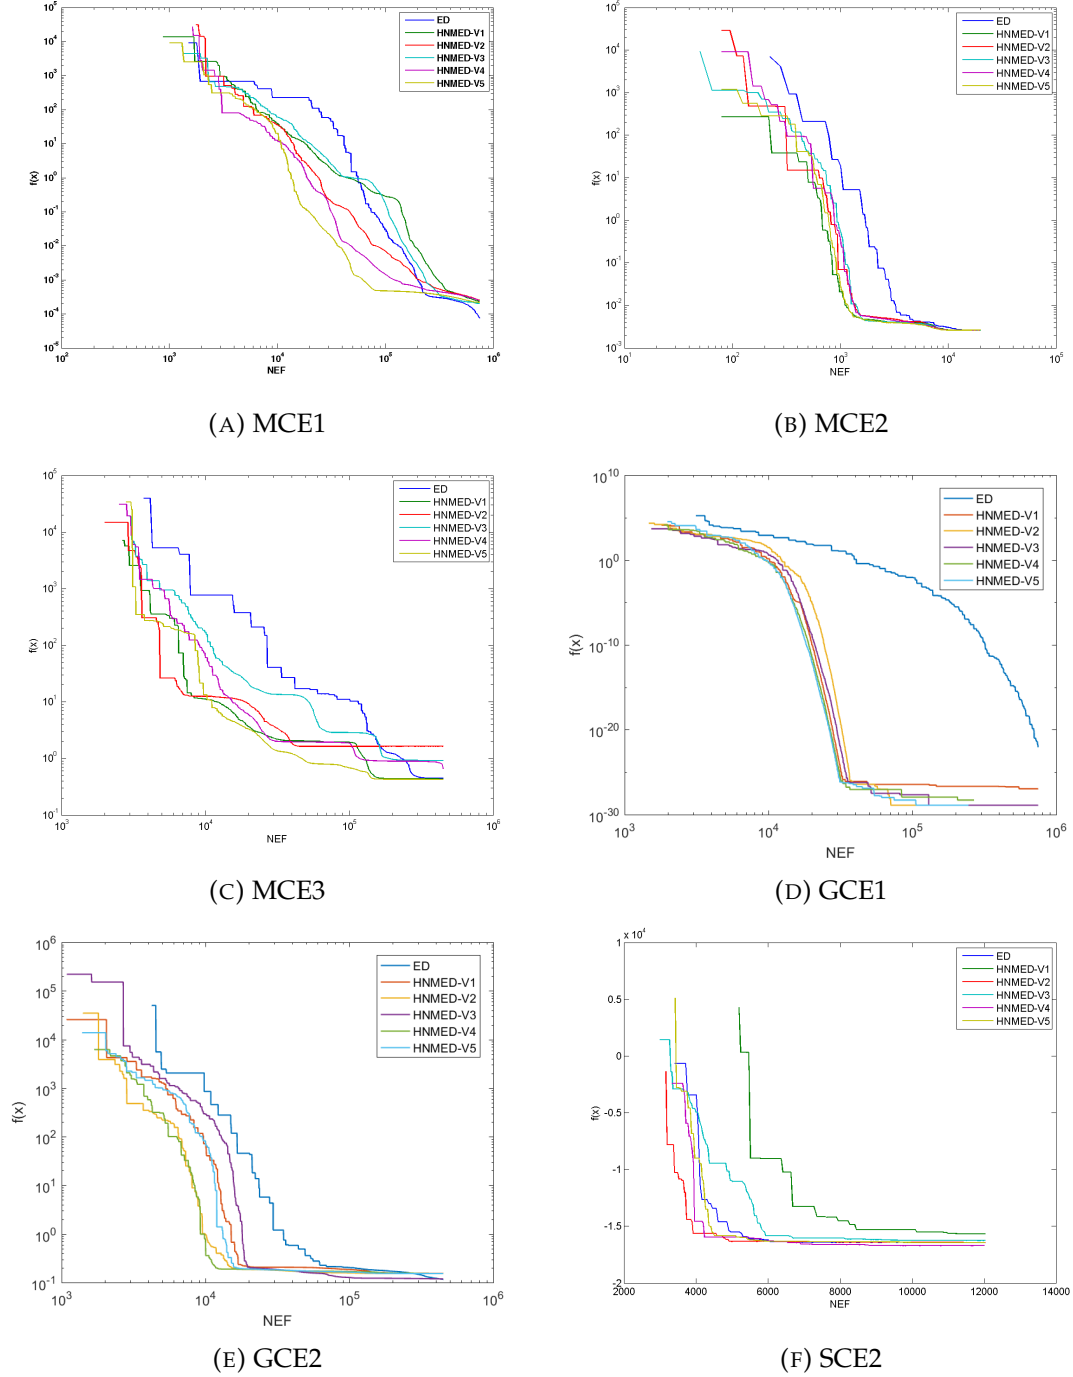 10^5
10^4
10^3
10^2
10^1
10^0
10^-1
10^-2
10^-3
10^-4
10^-5
f(x)
10^2
10^3
10^4
10^5
10^6
NEF
ED
HNMED-V1
HNMED-V2
HNMED-V3
HNMED-V4
HNMED-V5
(A) MCE1
10^5
10^4
10^3
10^2
10^1
10^0
10^-1
10^-2
10^-3
f(x)
10^1
10^2
10^3
10^4
10^5
NEF
ED
HNMED-V1
HNMED-V2
HNMED-V3
HNMED-V4
HNMED-V5
(B) MCE2
10^5
10^4
10^3
10^2
10^1
10^0
10^-1
f(x)
10^3
10^4
10^5
10^6
NEF
ED
HNMED-V1
HNMED-V2
HNMED-V3
HNMED-V4
HNMED-V5
(C) MCE3
10^10
10^0
10^-10
10^-20
10^-30
f(x)
10^3
10^4
10^5
10^6
NEF
ED
HNMED-V1
HNMED-V2
HNMED-V3
HNMED-V4
HNMED-V5
(D) GCE1
10^6
10^5
10^4
10^3
10^2
10^1
10^0
10^-1
f(x)
10^3
10^4
10^5
10^6
NEF
ED
HNMED-V1
HNMED-V2
HNMED-V3
HNMED-V4
HNMED-V5
(E) GCE2
x 10^4
1
0.5
0
-0.5
-1
-1.5
-2
f(x)
2000
4000
6000
8000
10000
12000
14000
NEF
ED
HNMED-V1
HNMED-V2
HNMED-V3
HNMED-V4
HNMED-V5
(F) SCE2